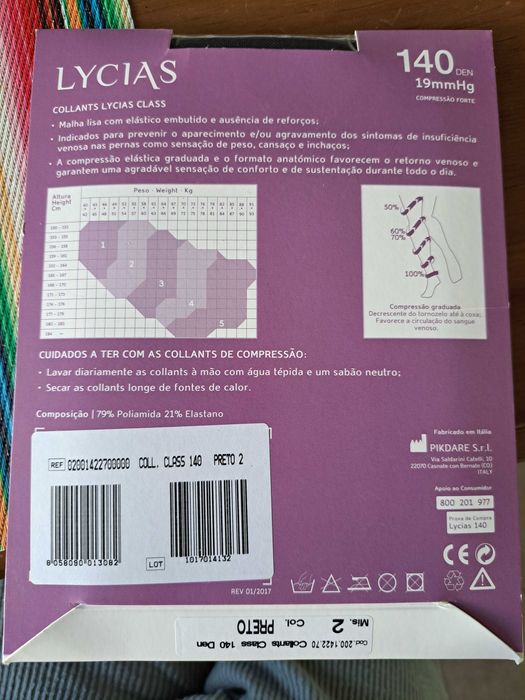 LYCIAS
140 DEN
19mmHg
COMPRESSÃO FORTE
COLLANTS LYCIAS CLASS
• Malha lisa com elástico embutido e ausência de reforços;
• Indicados para prevenir o aparecimento e/ou agravamento dos sintomas de insuficiência
venosa nas pernas como sensação de peso, cansaço e inchaços;
• A compressão elástica graduada e o formato anatómico favorecem o retorno venoso e
garantem uma agradável sensação de conforto e de sustentação durante todo o dia.
Altura
Height
Cm
Peso - Weight - Kg
1
2
3
4
5
50%
60%
70%
100%
Compressão graduada
Decrescente do tornozelo até à coxa;
Favorece a circulação do sangue
venoso.
CUIDADOS A TER COM AS COLLANTS DE COMPRESSÃO:
• Lavar diariamente as collants à mão com água tépida e um sabão neutro;
• Secar as collants longe de fontes de calor.
Composição | 79% Poliamida 21% Elastano
REF 02001422700000 COLL. CLASS 140 PRETO 2
8058090013082
LOT
1017014132
REV 01/2017
Fabricado em Itália
PIKDARE S.r.l.
Via Saldarini Catelli, 10
22070 Casnate con Bernate (CO)
ITALY
Apoio ao Consumidor
800 201 977
Prova de Compra
Lycias 140
CE
Cod. 200.1422.70 Collants Class 140 Den
Mis. 2 Col. PRETO